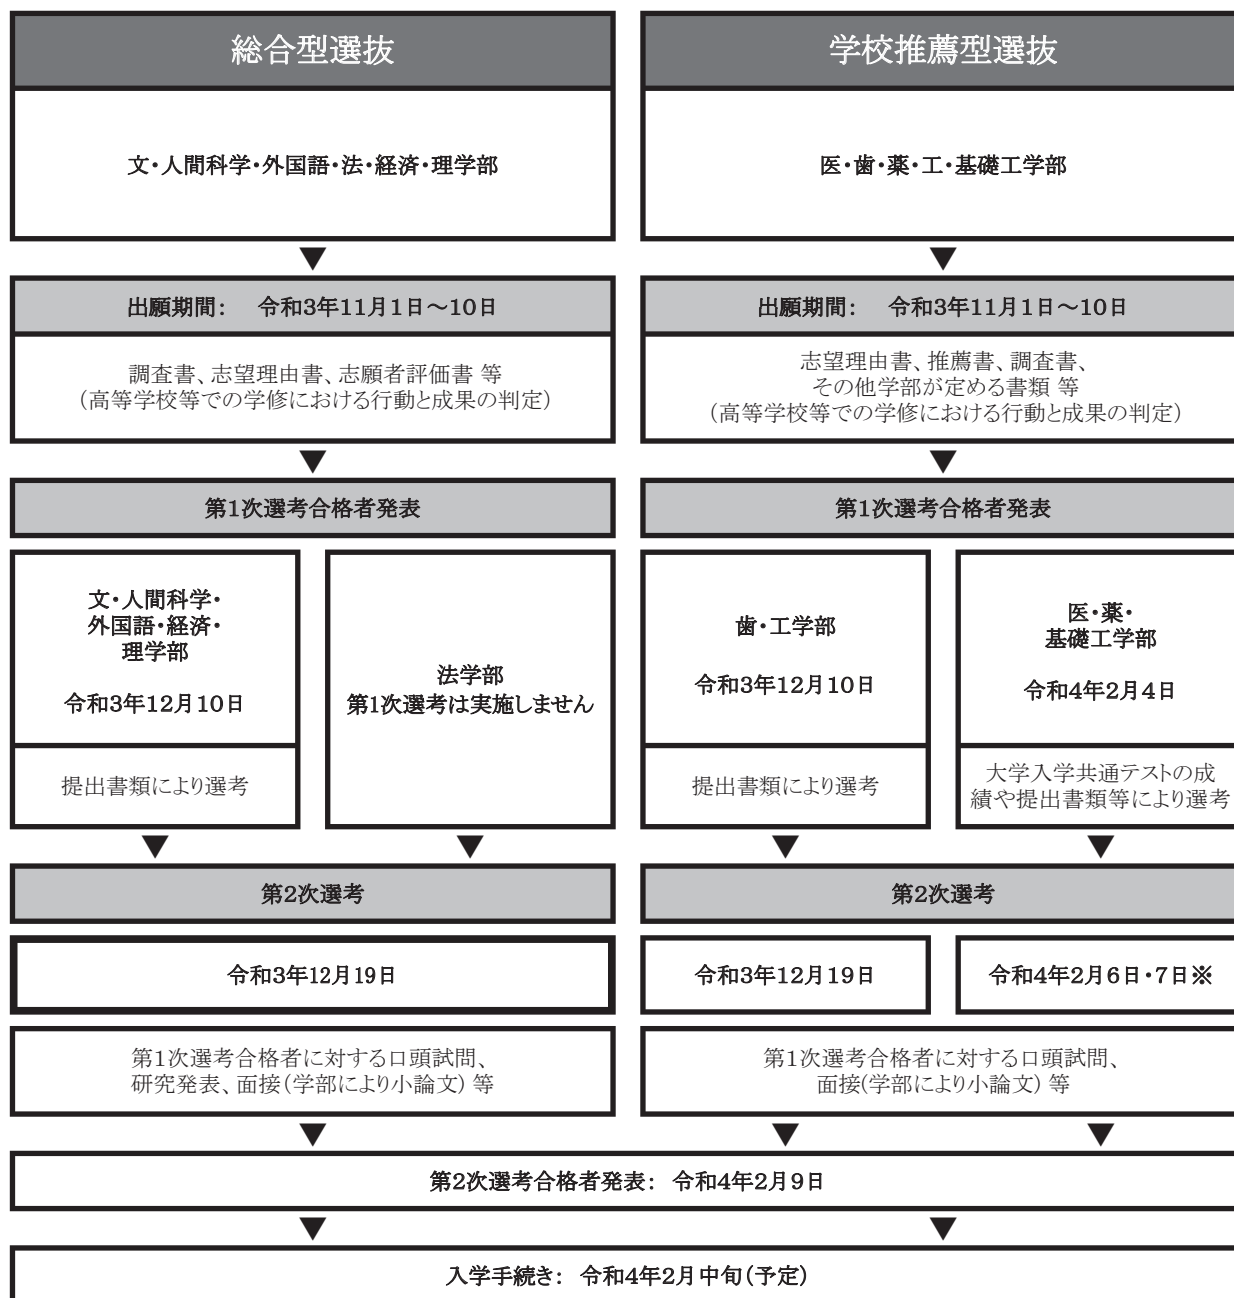 総合型選抜
学校推薦型選抜
文・人間科学・外国語・法・経済・理学部
医・歯・薬・工・基礎工学部
出願期間： 令和3年11月1日～10日
出願期間： 令和3年11月1日～10日
調査書、志望理由書、志願者評価書 等
（高等学校等での学修における行動と成果の判定）
志望理由書、推薦書、調査書、
その他学部が定める書類 等
（高等学校等での学修における行動と成果の判定）
第1次選考合格者発表
第1次選考合格者発表
文・人間科学・
外国語・経済・
理学部
令和3年12月10日
提出書類により選考
法学部
第1次選考は実施しません
歯・工学部
令和3年12月10日
提出書類により選考
医・薬・
基礎工学部
令和4年2月4日
大学入学共通テストの成
績や提出書類等により選考
第2次選考
第2次選考
令和3年12月19日
令和3年12月19日
令和4年2月6日・7日※
第1次選考合格者に対する口頭試問、
研究発表、面接（学部により小論文）等
第1次選考合格者に対する口頭試問、
面接（学部により小論文）等
第2次選考合格者発表： 令和4年2月9日
入学手続き： 令和4年2月中旬（予定）